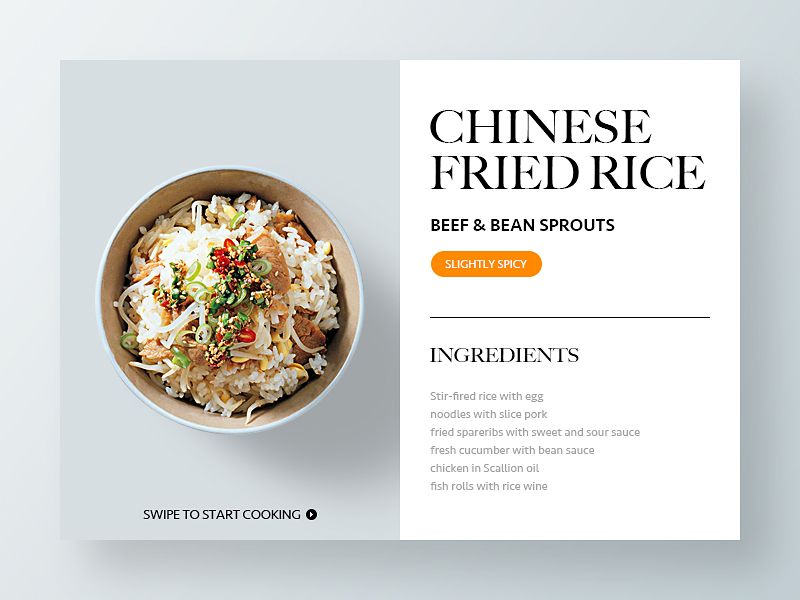 CHINESE
FRIED RICE
BEEF & BEAN SPROUTS
SLIGHTLY SPICY
INGREDIENTS
Stir-fired rice with egg
noodles with slice pork
fried spareribs with sweet and sour sauce
fresh cucumber with bean sauce
chicken in Scallion oil
fish rolls with rice wine
SWIPE TO START COOKING